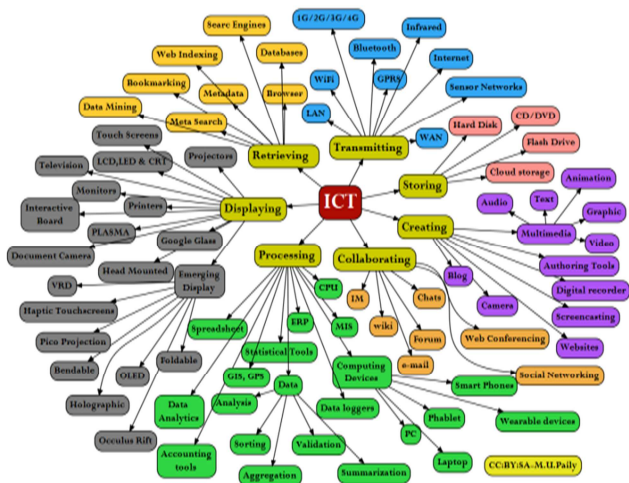 Searc Engines
1G/2G/3G/4G
Infrared
Bluetooth
Web Indexing
Databases
Internet
WiFi
GPRS
Bookmarking
Metadata
Browser
Sensor Networks
Data Mining
LAN
Meta Search
WAN
CD/DVD
Hard Disk
Touch Screens
Retrieving
Transmitting
Flash Drive
LCD,LED & CRT
Projectors
Television
Cloud storage
Storing
Animation
Monitors
Text
Audio
ICT
Printers
Interactive
Board
Displaying
Graphic
Creating
PLASMA
Multimedia
Video
Google Glass
Document Camera
Processing
Collaborating
Authoring Tools
Head Mounted
Emerging
Display
Blog
VRD
CPU
Digital recorder
IM
Chats
Camera
Haptic Touchscreens
Screencasting
Spreadsheet
ERP
MIS
wiki
Pico Projection
Forum
Web Conferencing
Websites
Statistical Tools
Foldable
e-mail
Bendable
OLED
GIS, GPS
Computing
Devices
Social Networking
Data
Smart Phones
Holographic
Data
Analytics
Analysis
Data loggers
Phablet
Wearable devices
Occulus Rift
Sorting
Validation
PC
Accounting
tools
Laptop
Aggregation
Summarization
CC:BY:SA-M.U.Paily